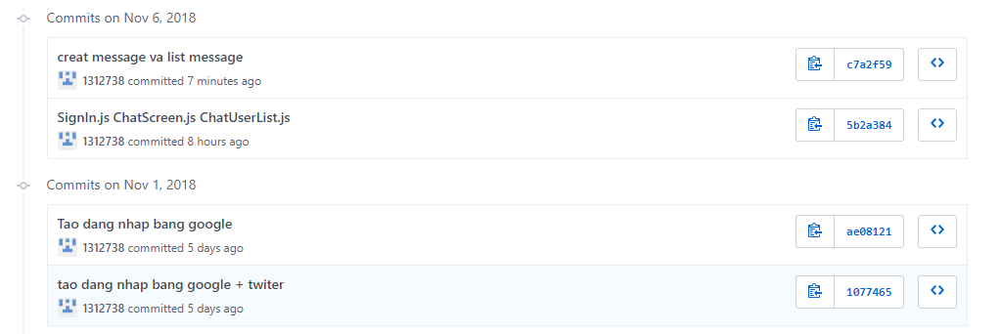 Commits on Nov 6, 2018
creat message va list message
c7a2f59
1312738 committed 7 minutes ago
SignIn.js ChatScreen.js ChatUserList.js
5b2a384
1312738 committed 8 hours ago
Commits on Nov 1, 2018
Tao dang nhap bang google
ae08121
1312738 committed 5 days ago
tao dang nhap bang google + twiter
1077465
1312738 committed 5 days ago